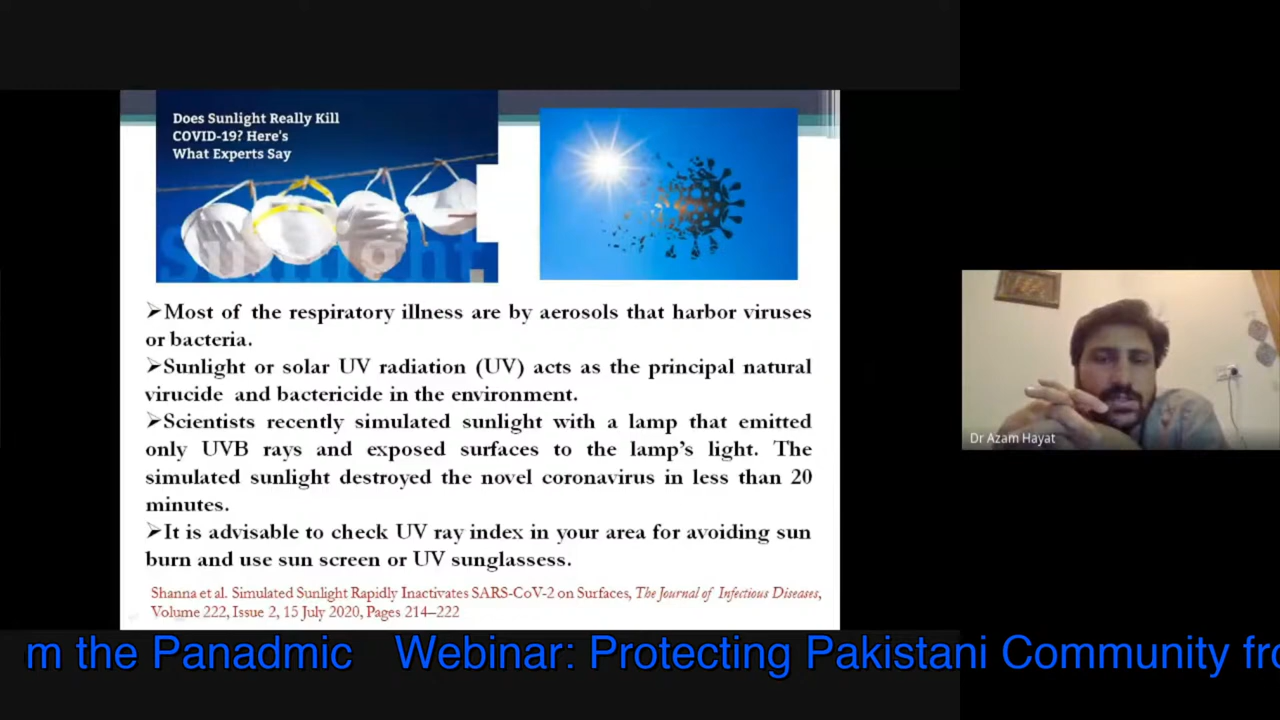 Does Sunlight Really Kill
COVID-19? Here's
What Experts Say
Sunlight
➢Most of the respiratory illness are by aerosols that harbor viruses
or bacteria.
➢Sunlight or solar UV radiation (UV) acts as the principal natural
virucide and bactericide in the environment.
➢Scientists recently simulated sunlight with a lamp that emitted
only UVB rays and exposed surfaces to the lamp's light. The
simulated sunlight destroyed the novel coronavirus in less than 20
minutes.
➢It is advisable to check UV ray index in your area for avoiding sun
burn and use sun screen or UV sunglassess.
Shanna et al. Simulated Sunlight Rapidly Inactivates SARS-CoV-2 on Surfaces, The Journal of Infectious Diseases,
Volume 222, Issue 2, 15 July 2020, Pages 214–222
Dr Azam Hayat
m the Panadmic Webinar: Protecting Pakistani Community fro